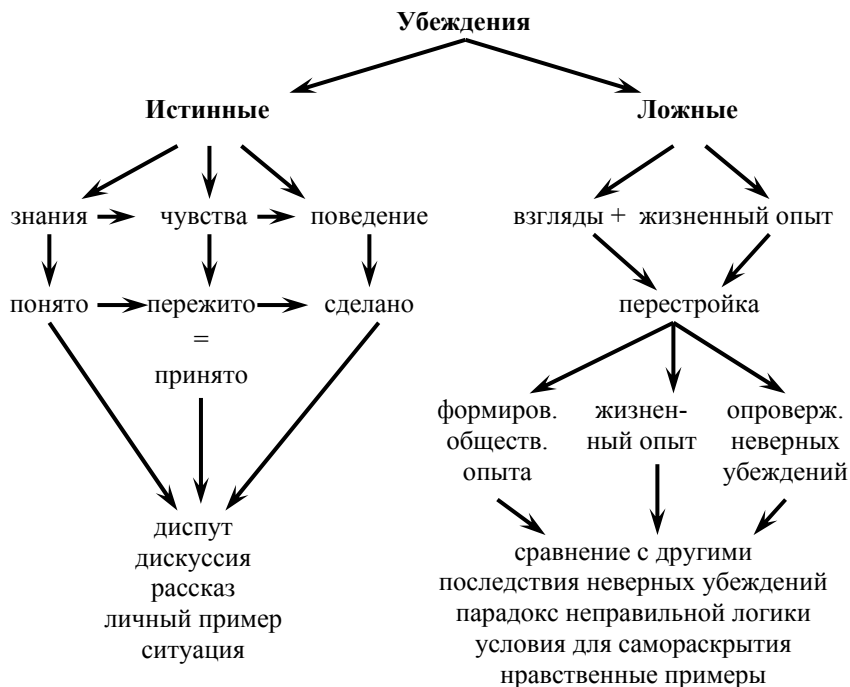 Убеждения
Истинные
Ложные
знания чувства поведение
взгляды + жизненный опыт
понято пережито сделано
=
принято
перестройка
формиров.
обществ.
опыта
жизнен-
ный опыт
опроверж.
неверных
убеждений
диспут
дискуссия
рассказ
личный пример
ситуация
сравнение с другими
последствия неверных убеждений
парадокс неправильной логики
условия для самораскрытия
нравственные примеры